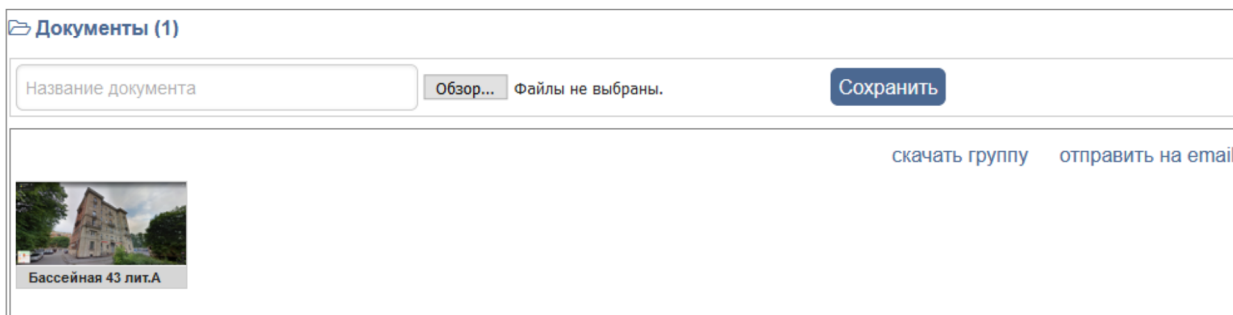 Документы (1)
Название документа
Обзор... Файлы не выбраны.
Сохранить
скачать группу отправить на email
Бассейная 43 лит.А